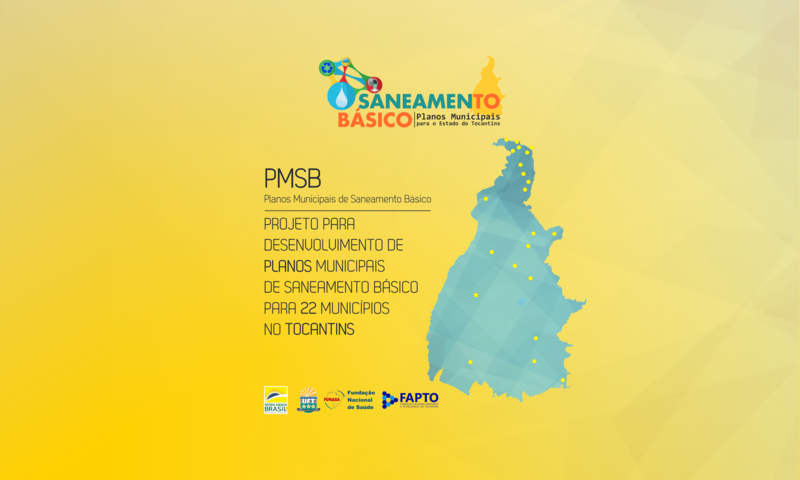 SANEAMENTO
BÁSICO
Planos Municipais
para o Estado do Tocantins
PMSB
Planos Municipais de Saneamento Básico
PROJETO PARA
DESENVOLVIMENTO DE
PLANOS MUNICIPAIS
DE SANEAMENTO BÁSICO
PARA 22 MUNICÍPIOS
NO TOCANTINS
BRASIL
UFT
FUNASA
Fundação
Nacional
de Saúde
FAPTO